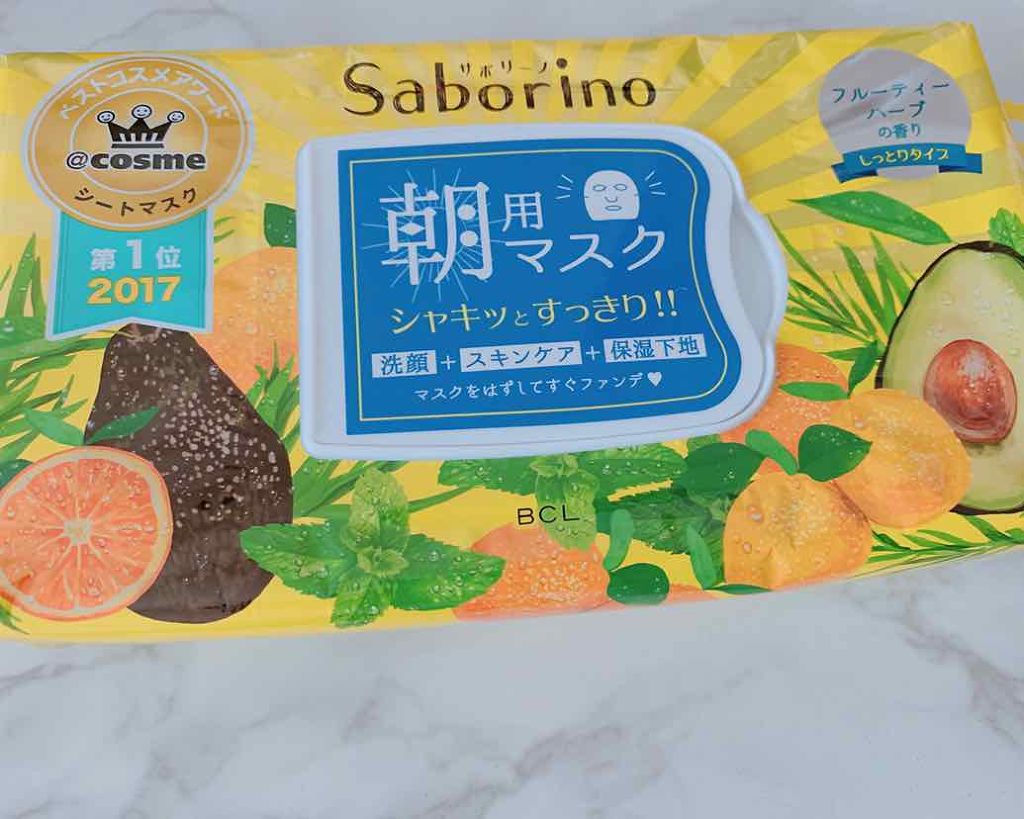 サボリーノ
Saborino
ベストコスメアワード
@cosme
シートマスク
第1位
2017
フルーティー
ハーブ
の香り
しっとりタイプ
朝用
マスク
シャキッとすっきり!!
洗顔+スキンケア+保湿下地
マスクをはずしてすぐファンデ♥
BCL